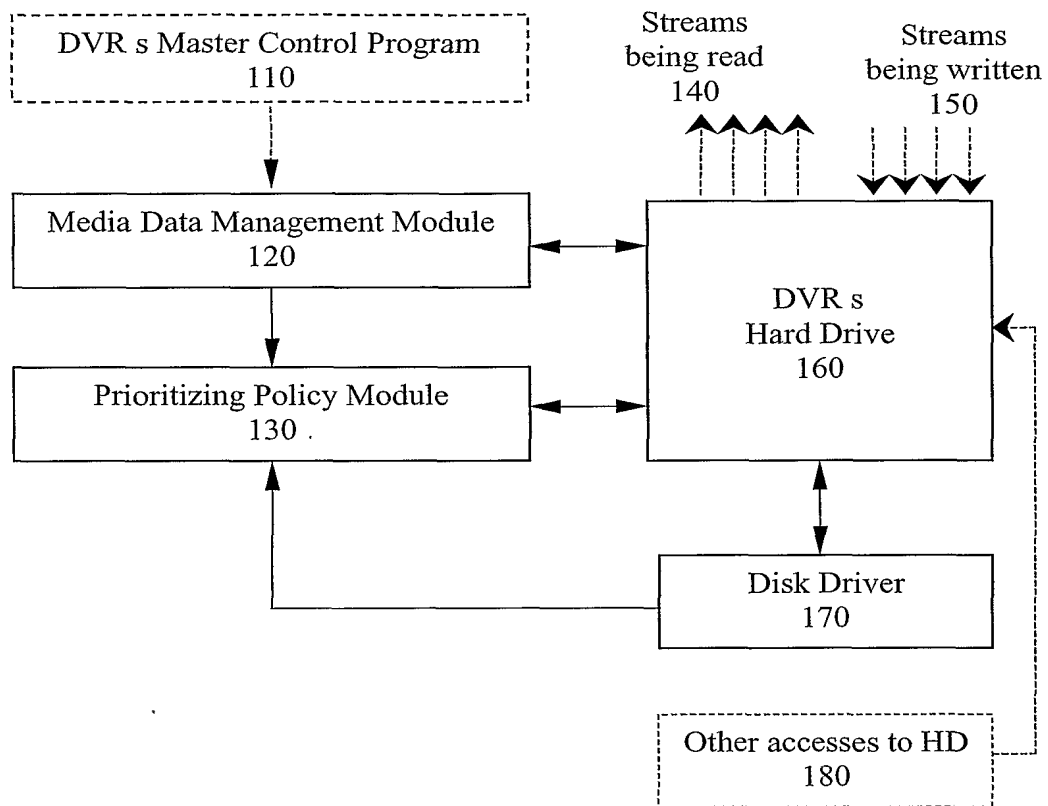 DVR s Master Control Program
110
Streams
being read
140
Streams
being written
150
Media Data Management Module
120
DVR s
Hard Drive
160
Prioritizing Policy Module
130
Disk Driver
170
Other accesses to HD
180